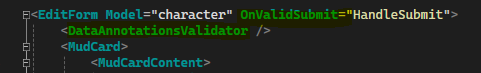 <EditForm Model="character" OnValidSubmit="HandleSubmit">
<DataAnnotationsValidator />
<MudCard>
<MudCardContent>